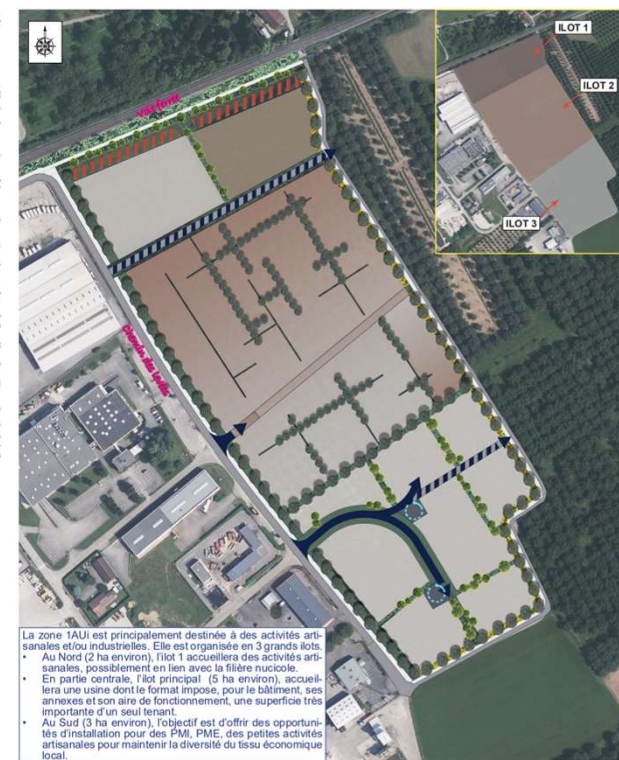 ILOT 1
ILOT 2
ILOT 3
Voie ferrée
Chemin des
La zone 1AUi est principalement destinée à des activités arti-
sanales et/ou industrielles. Elle est organisée en 3 grands ilots.
• Au Nord (2 ha environ), l'ilot 1 accueillera des activités arti-
sanales, possiblement en lien avec la filière nucicole.
• En partie centrale, l'ilot principal (5 ha environ), accueil-
lera une usine dont le format impose, pour le bâtiment, ses
annexes et son aire de fonctionnement, une superficie très
importante d'un seul tenant.
• Au Sud (3 ha environ), l'objectif est d'offrir des opportuni-
tés d'installation pour des PMI, PME, des petites activités
artisanales pour maintenir la diversité du tissu économique
local.